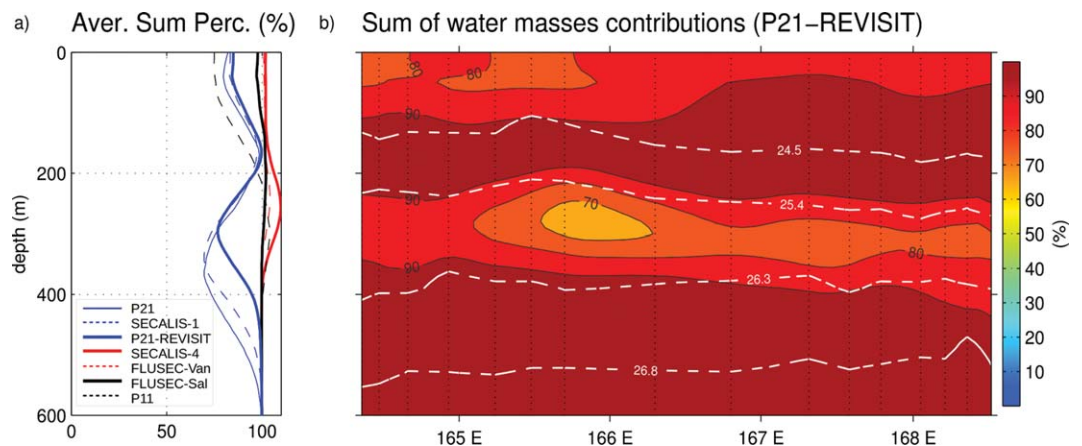 a) Aver. Sum Perc. (%)
b) Sum of water masses contributions (P21−REVISIT)
0
200
400
600
depth (m)
0 50 100
P21
SECALIS-1
P21-REVISIT
SECALIS-4
FLUSEC-Van
FLUSEC-Sal
P11
80
80
90
24.5
90
70
25.4
80
90
26.3
26.8
165 E 166 E 167 E 168 E
90
80
70
60
50
40
30
20
10
(%)